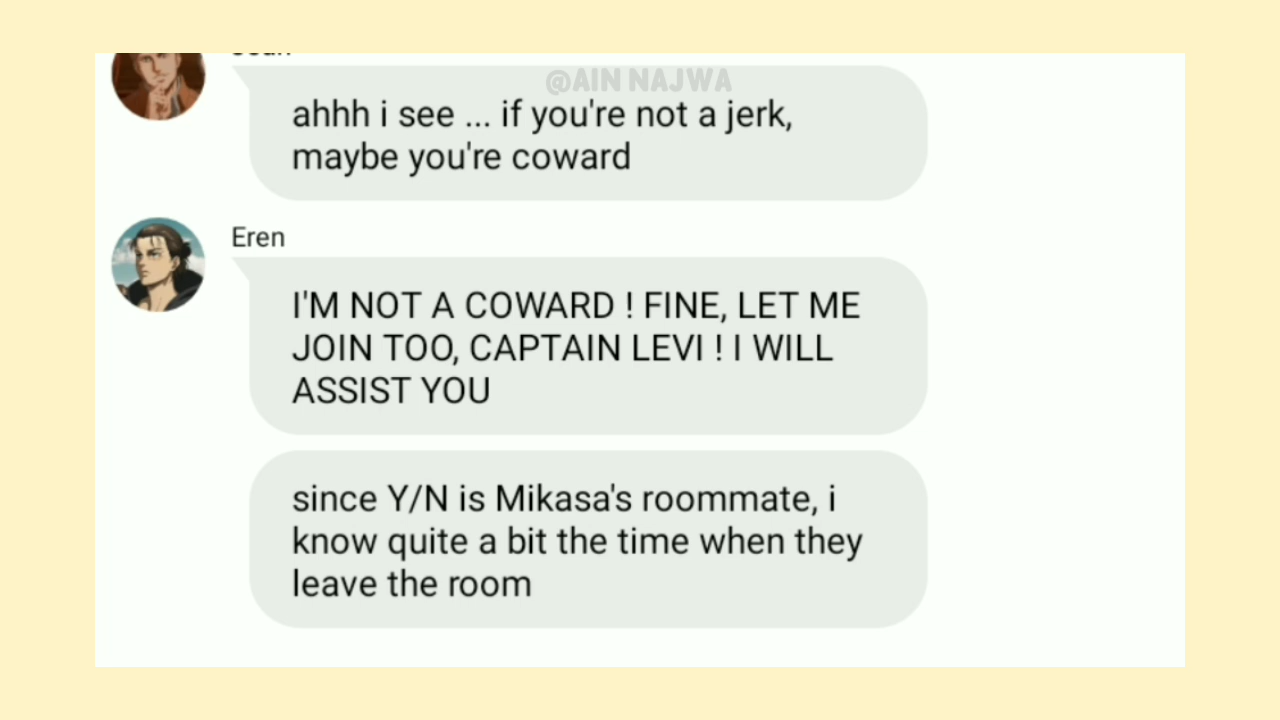 @AIN NAJWA
ahhh i see ... if you're not a jerk,
maybe you're coward
Eren
I'M NOT A COWARD ! FINE, LET ME
JOIN TOO, CAPTAIN LEVI ! I WILL
ASSIST YOU
since Y/N is Mikasa's roommate, i
know quite a bit the time when they
leave the room